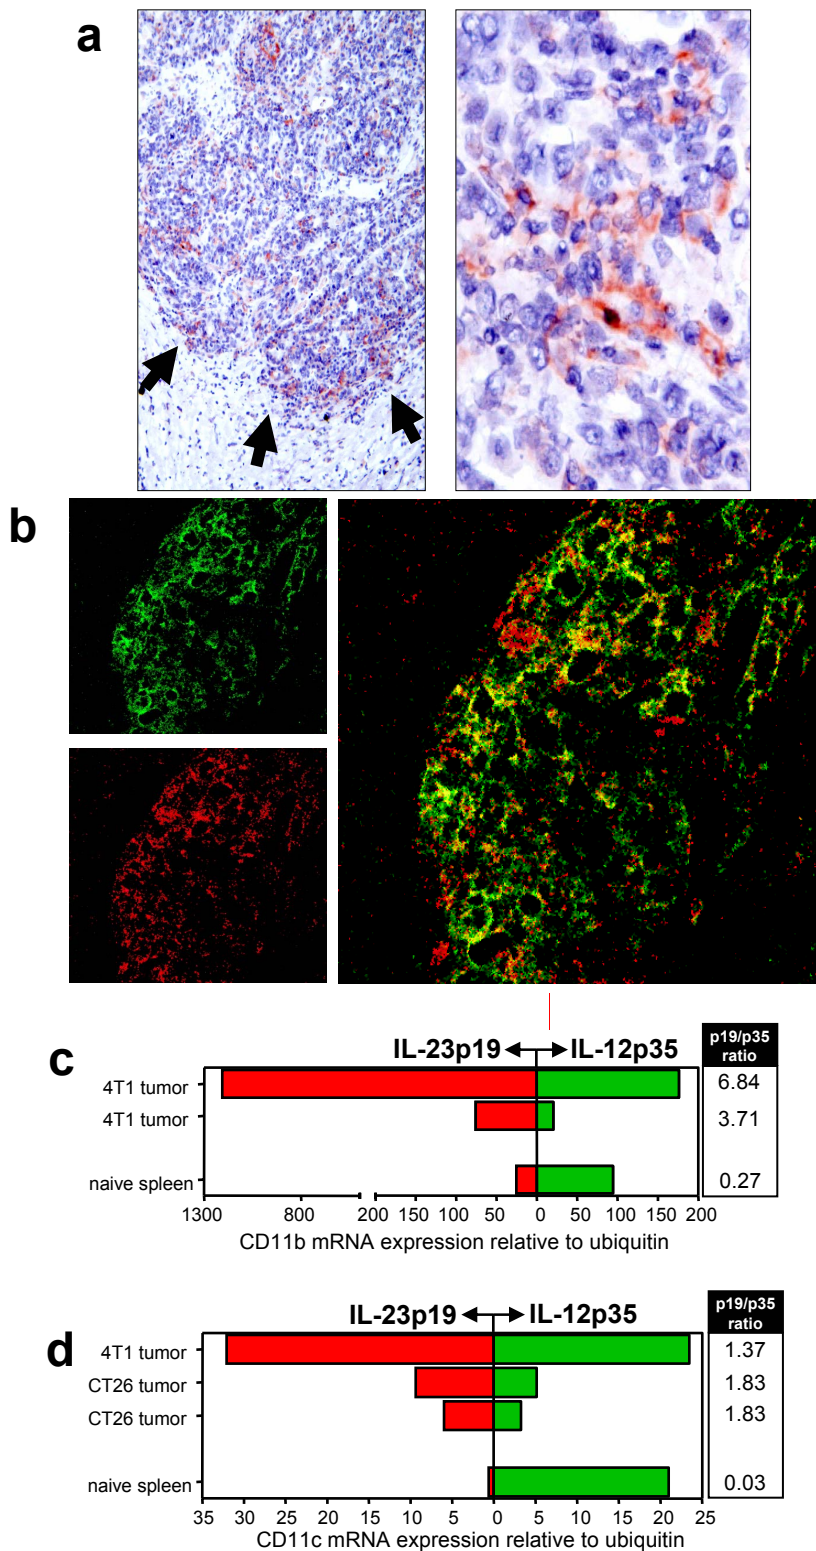 a
b
c
IL-23p19 IL-12p35
p19/p35
ratio
4T1 tumor 6.84
4T1 tumor 3.71
naive spleen 0.27
1300 800 200 150 100 50 0 50 100 150 200
CD11b mRNA expression relative to ubiquitin
d
IL-23p19 IL-12p35
p19/p35
ratio
4T1 tumor 1.37
CT26 tumor 1.83
CT26 tumor 1.83
naive spleen 0.03
35 30 25 20 15 10 5 0 5 10 15 20 25
CD11c mRNA expression relative to ubiquitin